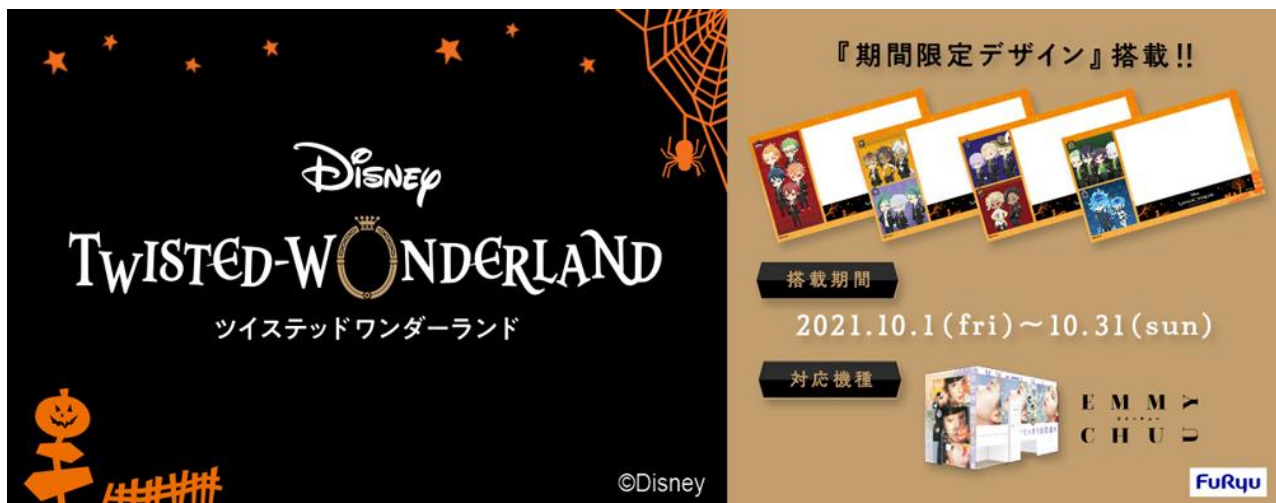 Disney
TWISTED-WONDERLAND
ツイステッドワンダーランド
©Disney
『期間限定デザイン』搭載!!
搭載期間
2021.10.1(fri)～10.31(sun)
対応機種
EMMY
CHUU
FuRyu